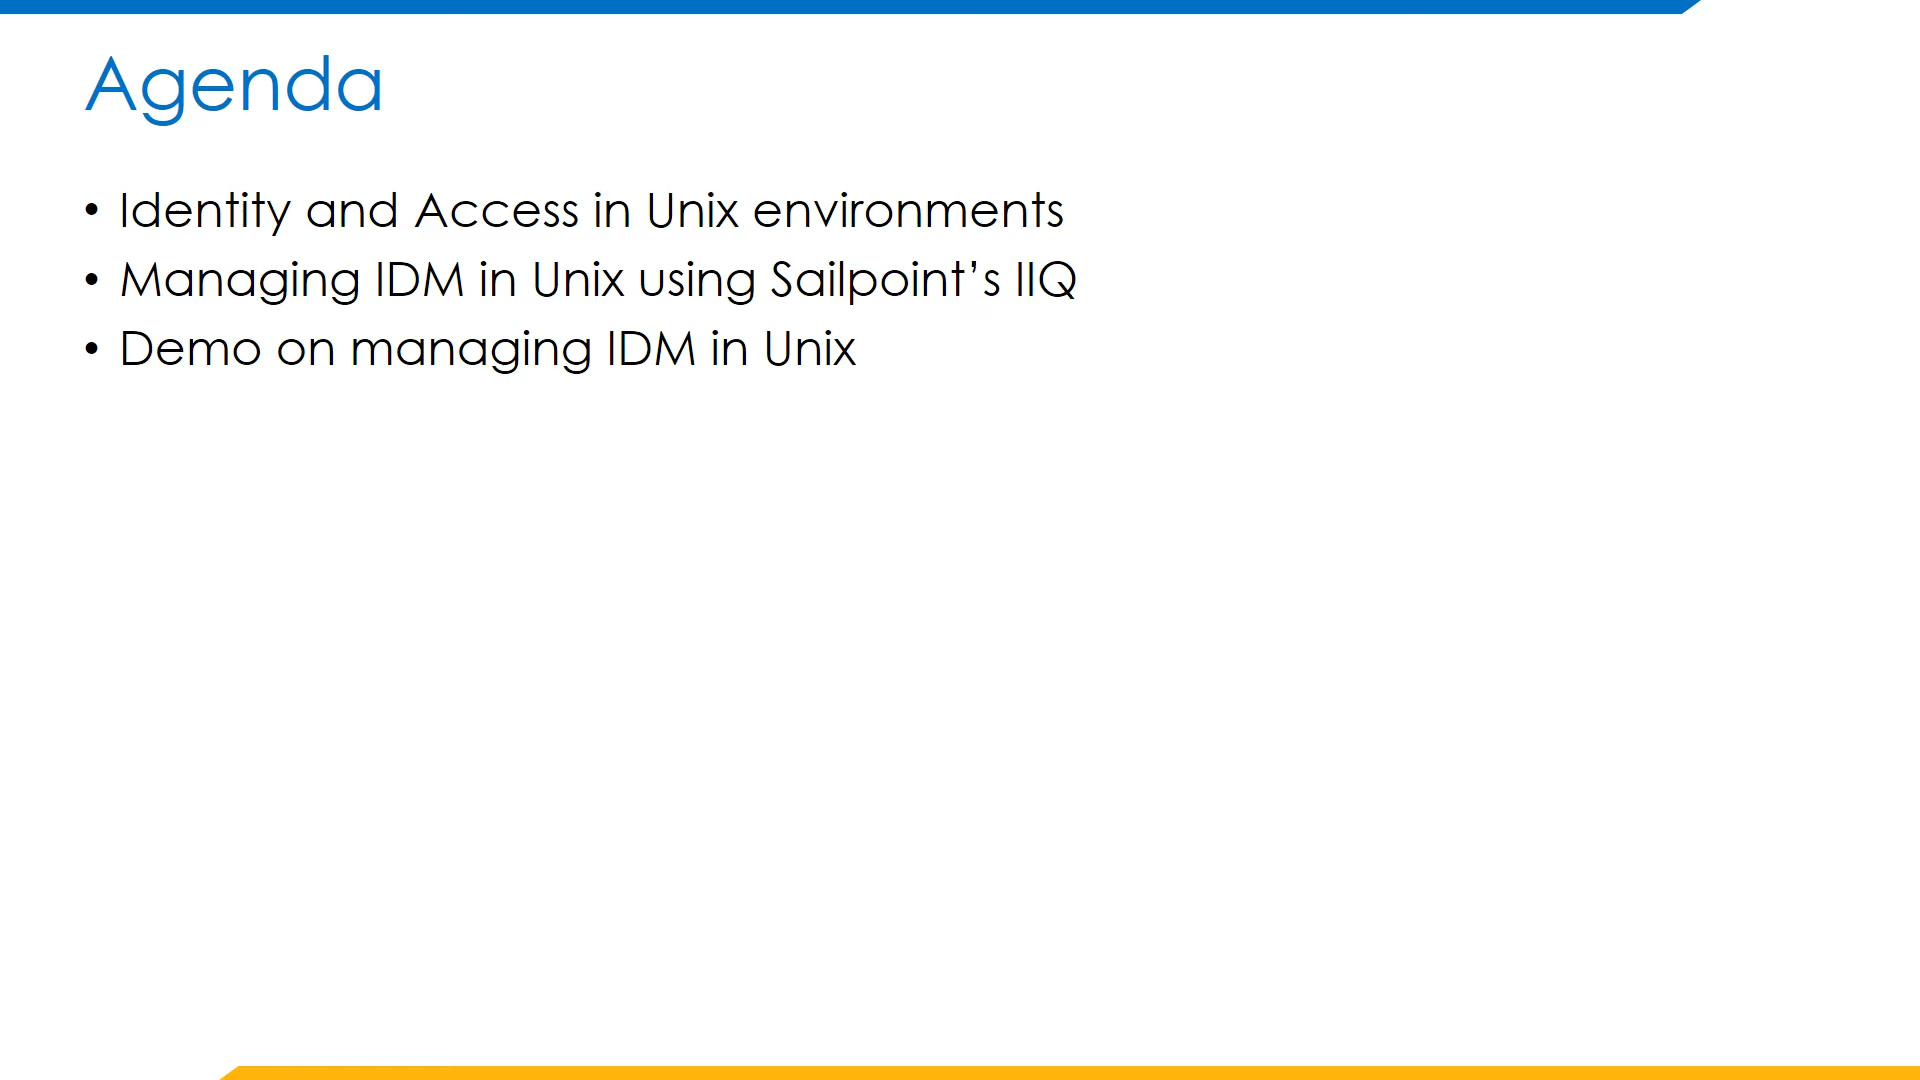 Agenda
• Identity and Access in Unix environments
• Managing IDM in Unix using Sailpoint’s IIQ
• Demo on managing IDM in Unix